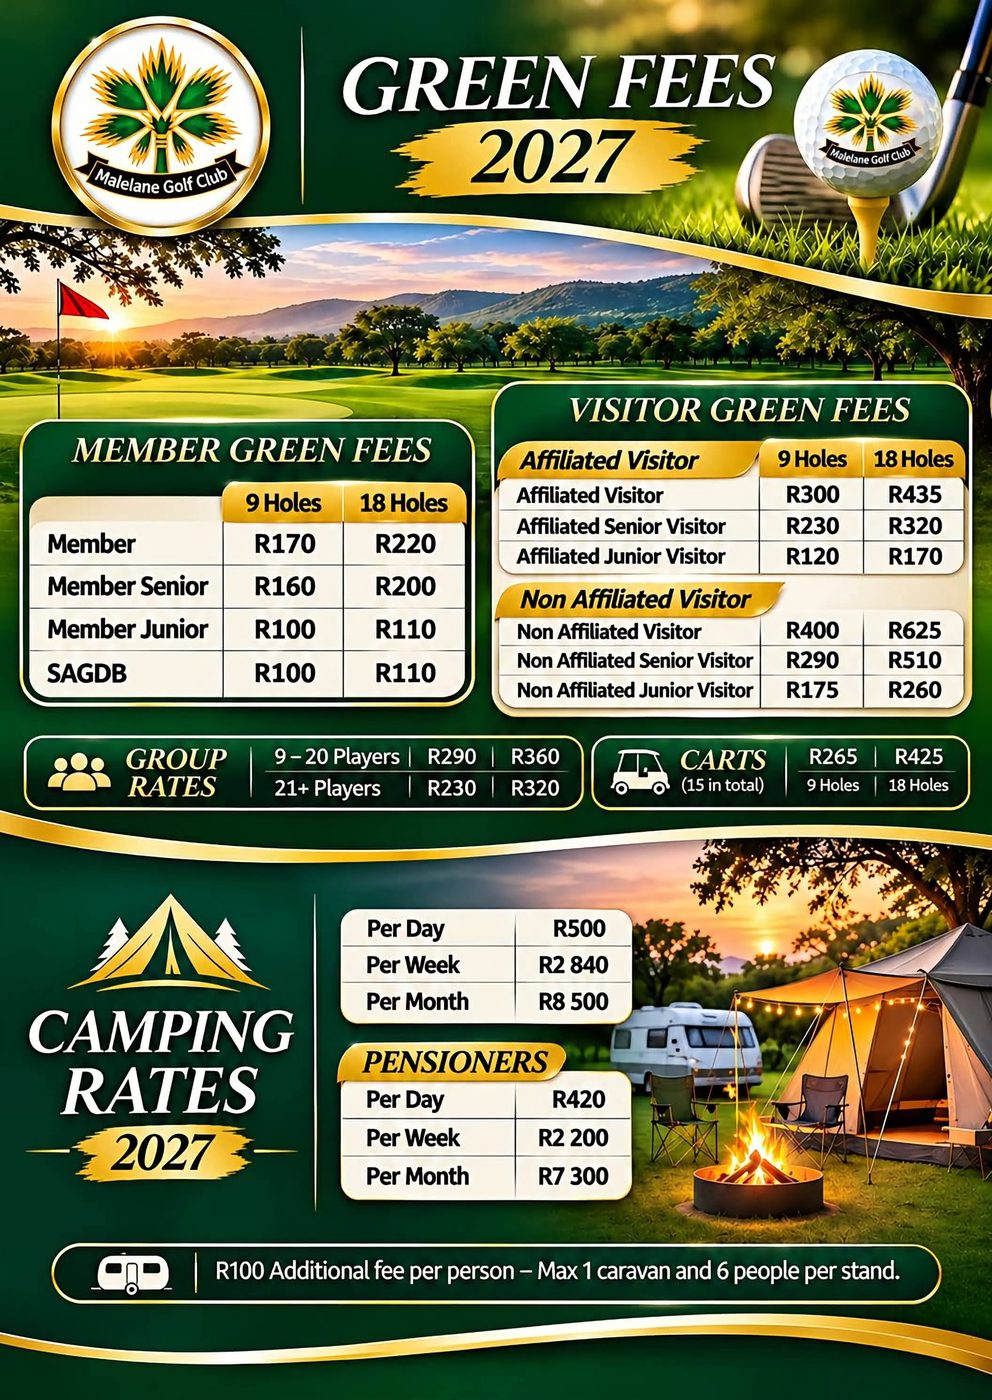 Malelane Golf Club
GREEN FEES
2027
Malelane Golf Club
MEMBER GREEN FEES
9 Holes 18 Holes
Member R170 R220
Member Senior R160 R200
Member Junior R100 R110
SAGDB R100 R110
VISITOR GREEN FEES
Affiliated Visitor 9 Holes 18 Holes
Affiliated Visitor R300 R435
Affiliated Senior Visitor R230 R320
Affiliated Junior Visitor R120 R170
Non Affiliated Visitor
Non Affiliated Visitor R400 R625
Non Affiliated Senior Visitor R290 R510
Non Affiliated Junior Visitor R175 R260
GROUP
RATES
9 – 20 Players R290 R360
21+ Players R230 R320
CARTS R265 R425
(15 in total) 9 Holes 18 Holes
CAMPING
RATES
2027
Per Day R500
Per Week R2 840
Per Month R8 500
PENSIONERS
Per Day R420
Per Week R2 200
Per Month R7 300
R100 Additional fee per person – Max 1 caravan and 6 people per stand.